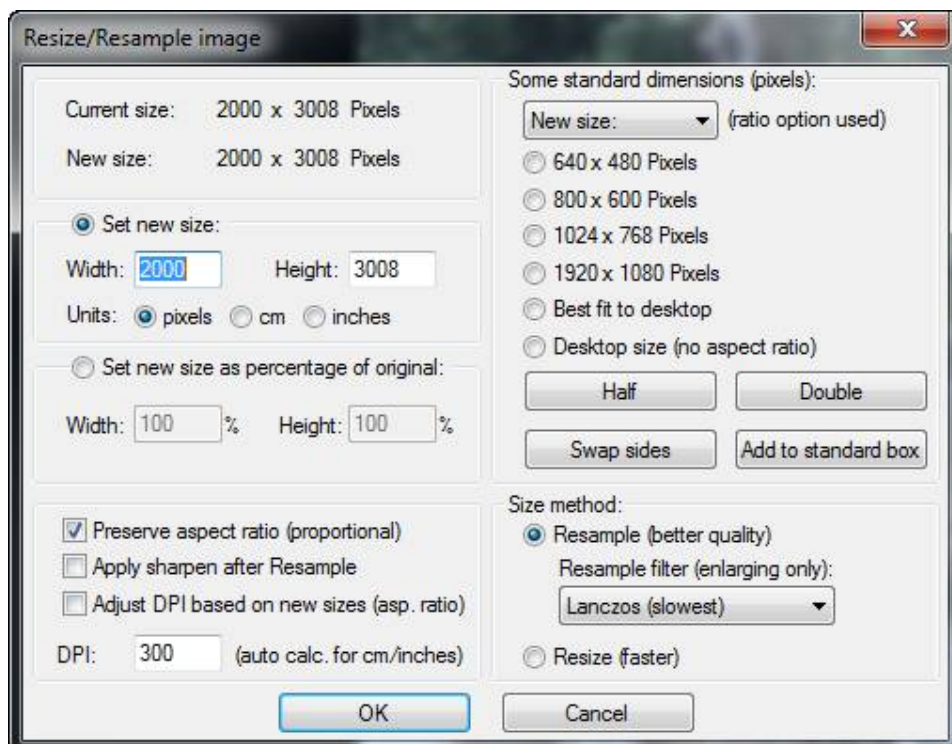 Resize/Resample image
Current size: 2000 x 3008 Pixels
New size: 2000 x 3008 Pixels
Set new size:
Width: 2000 Height: 3008
Units: pixels cm inches
Set new size as percentage of original:
Width: 100 % Height: 100 %
Preserve aspect ratio (proportional)
Apply sharpen after Resample
Adjust DPI based on new sizes (asp. ratio)
DPI: 300 (auto calc. for cm/inches)
Some standard dimensions (pixels):
New size: (ratio option used)
640 x 480 Pixels
800 x 600 Pixels
1024 x 768 Pixels
1920 x 1080 Pixels
Best fit to desktop
Desktop size (no aspect ratio)
Half Double
Swap sides Add to standard box
Size method:
Resample (better quality)
Resample filter (enlarging only):
Lanczos (slowest)
Resize (faster)
OK Cancel